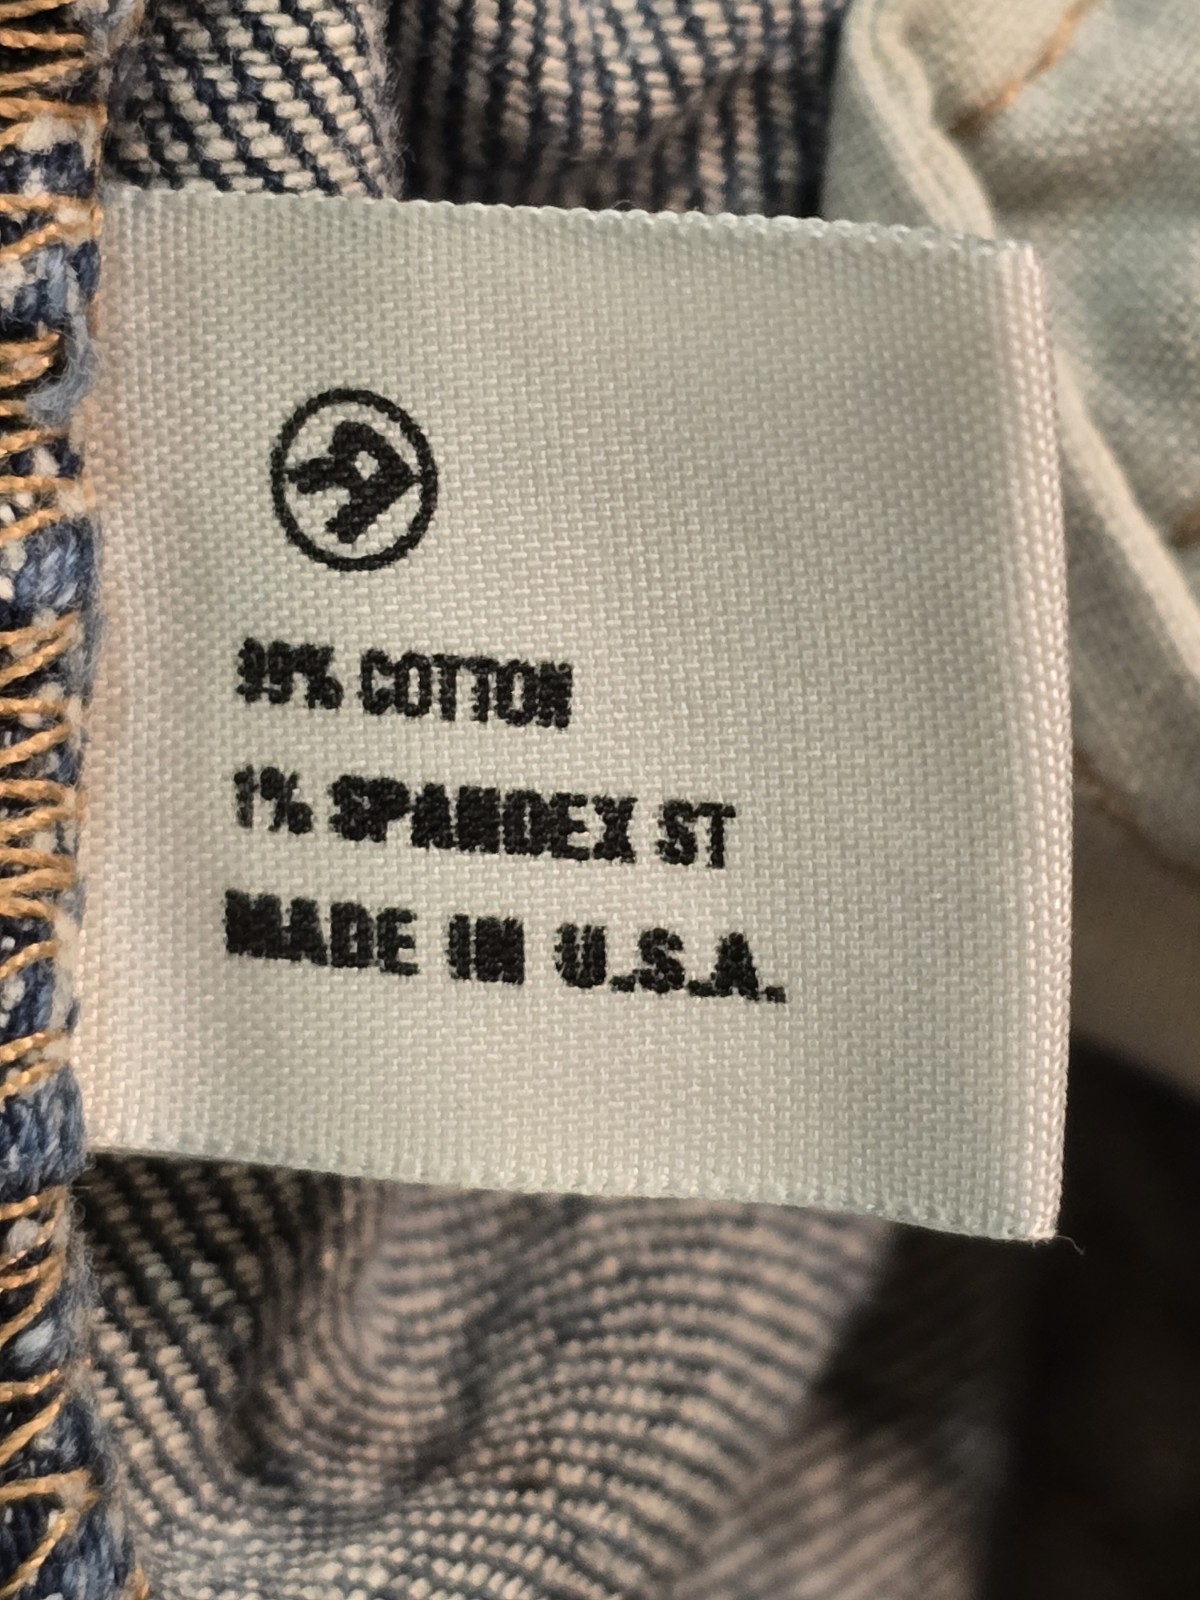 99% COTTON
1% SPANDEX ST
MADE IN U.S.A.